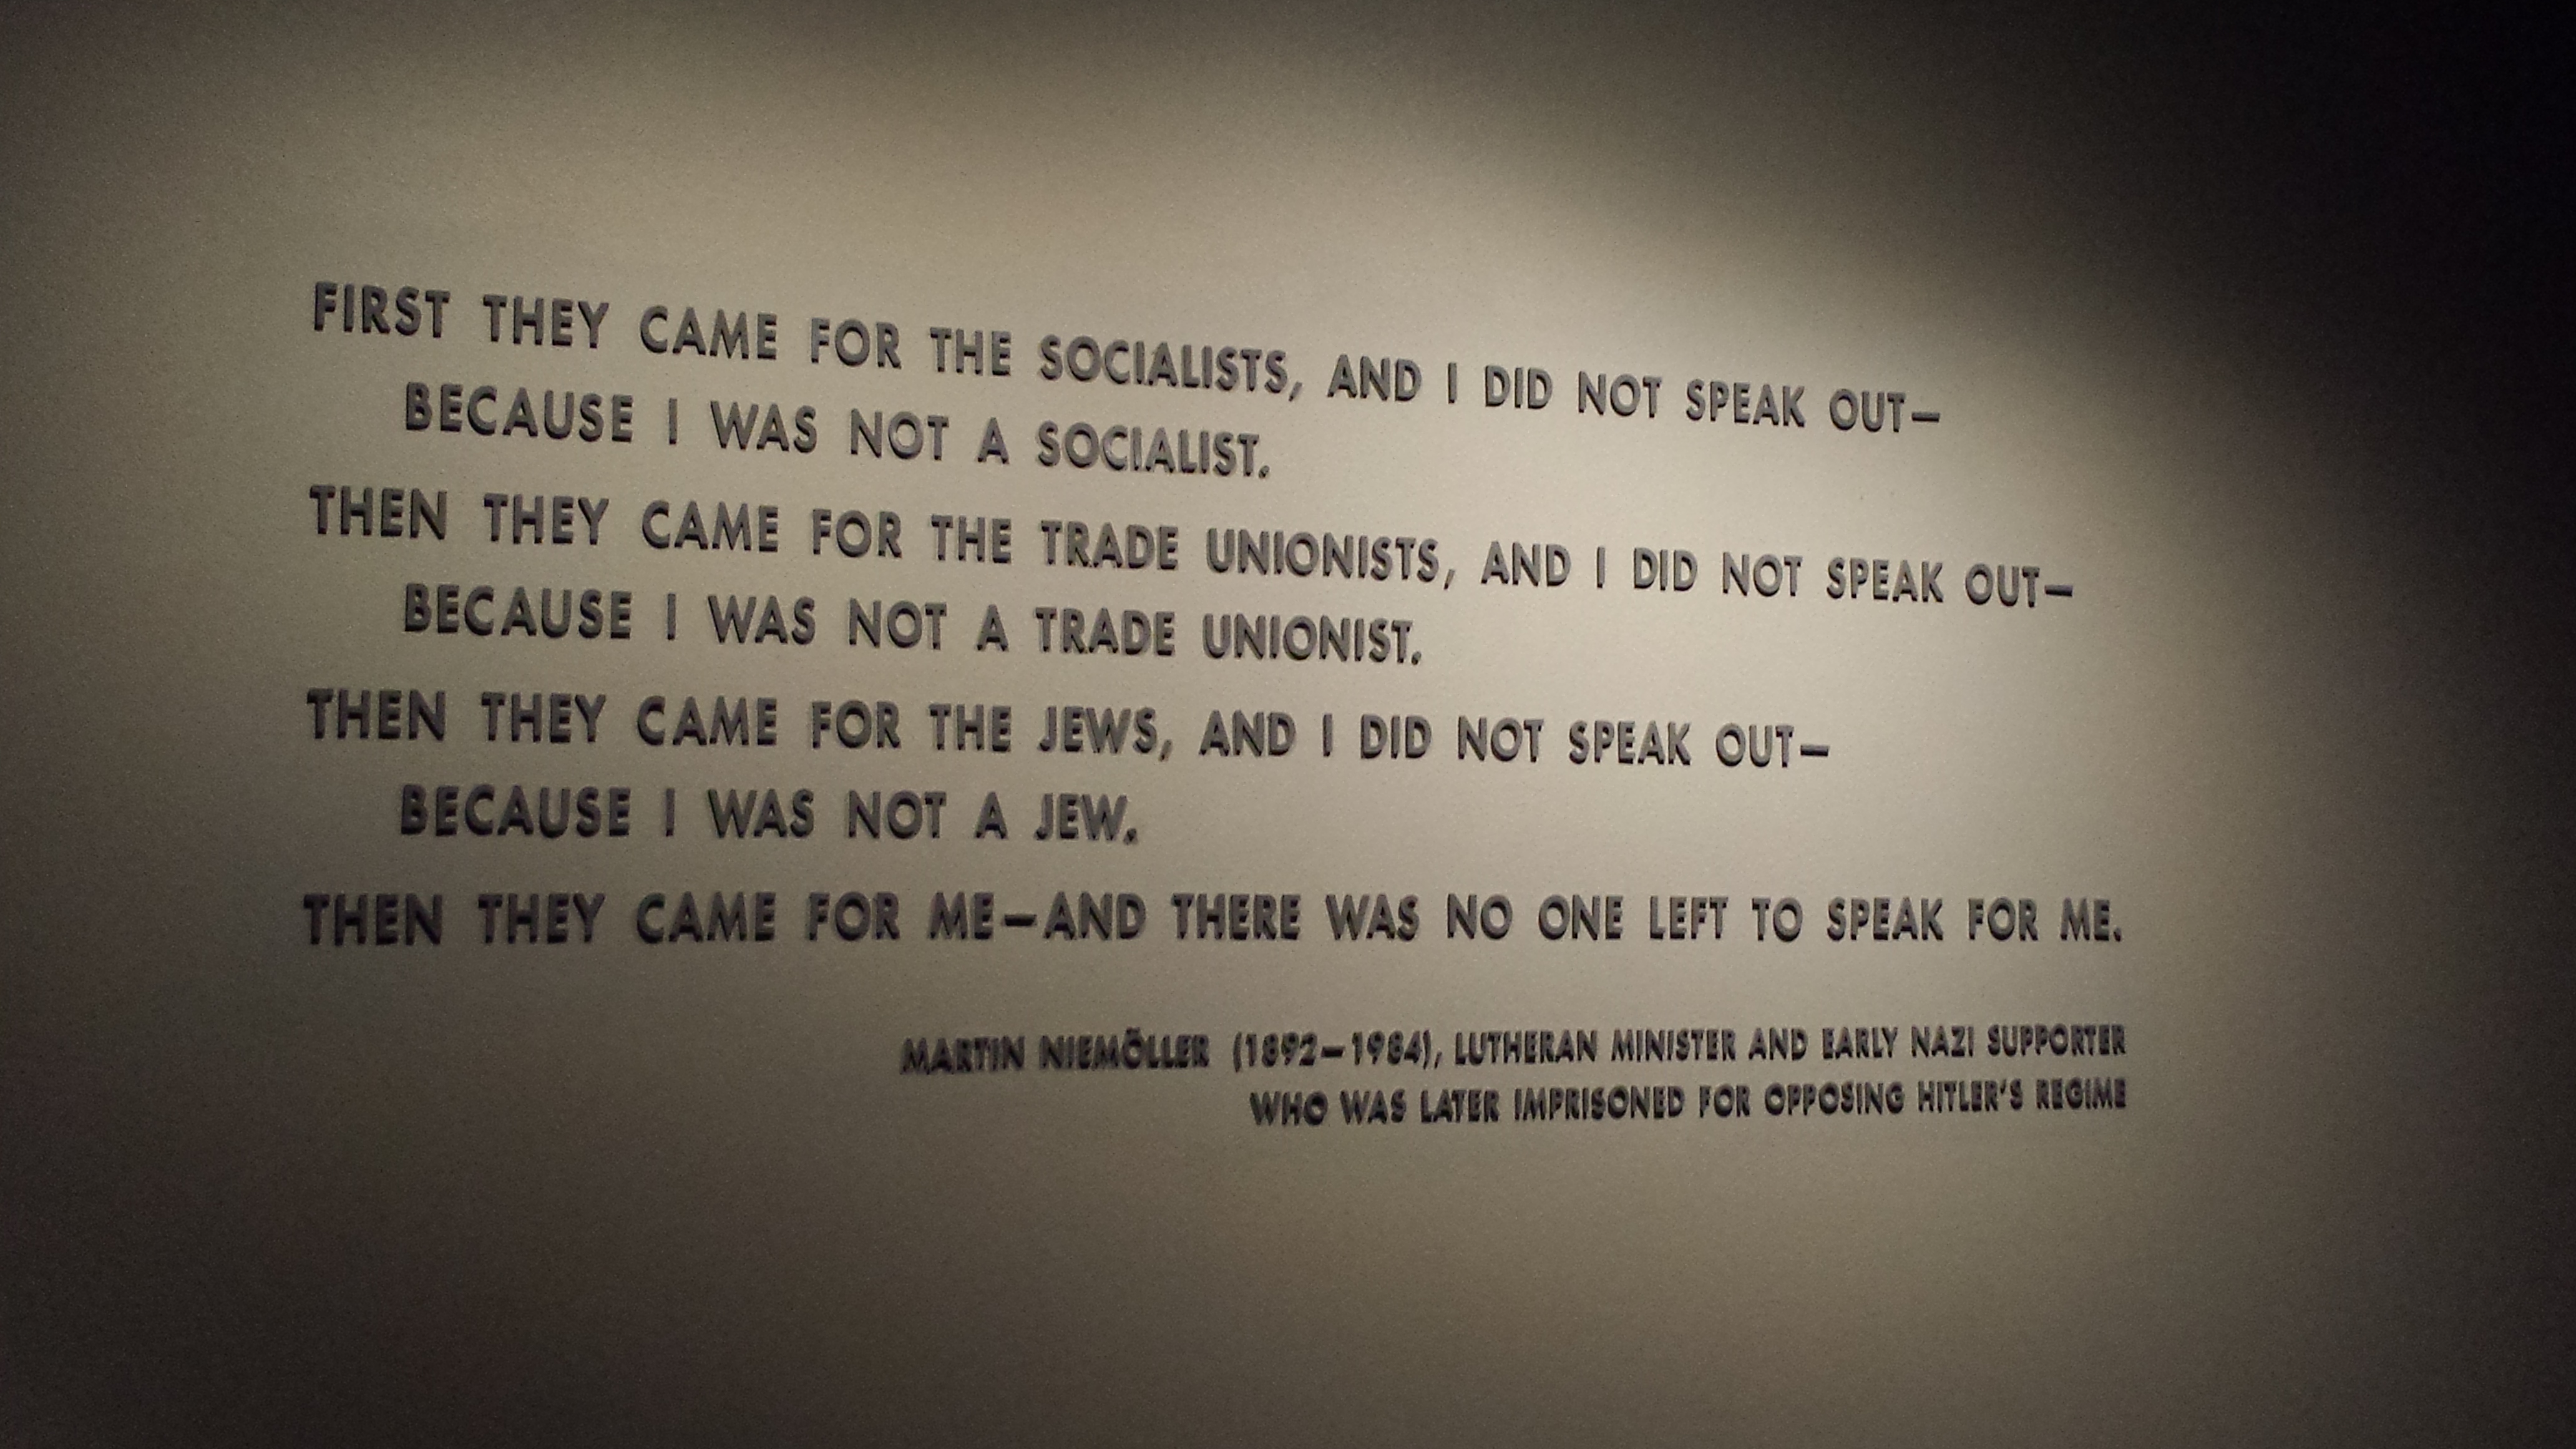 FIRST THEY CAME FOR THE SOCIALISTS, AND I DID NOT SPEAK OUT—
BECAUSE I WAS NOT A SOCIALIST.
THEN THEY CAME FOR THE TRADE UNIONISTS, AND I DID NOT SPEAK OUT—
BECAUSE I WAS NOT A TRADE UNIONIST.
THEN THEY CAME FOR THE JEWS, AND I DID NOT SPEAK OUT—
BECAUSE I WAS NOT A JEW.
THEN THEY CAME FOR ME—AND THERE WAS NO ONE LEFT TO SPEAK FOR ME.
MARTIN NIEMÖLLER (1892–1984), LUTHERAN MINISTER AND EARLY NAZI SUPPORTER
WHO WAS LATER IMPRISONED FOR OPPOSING HITLER'S REGIME